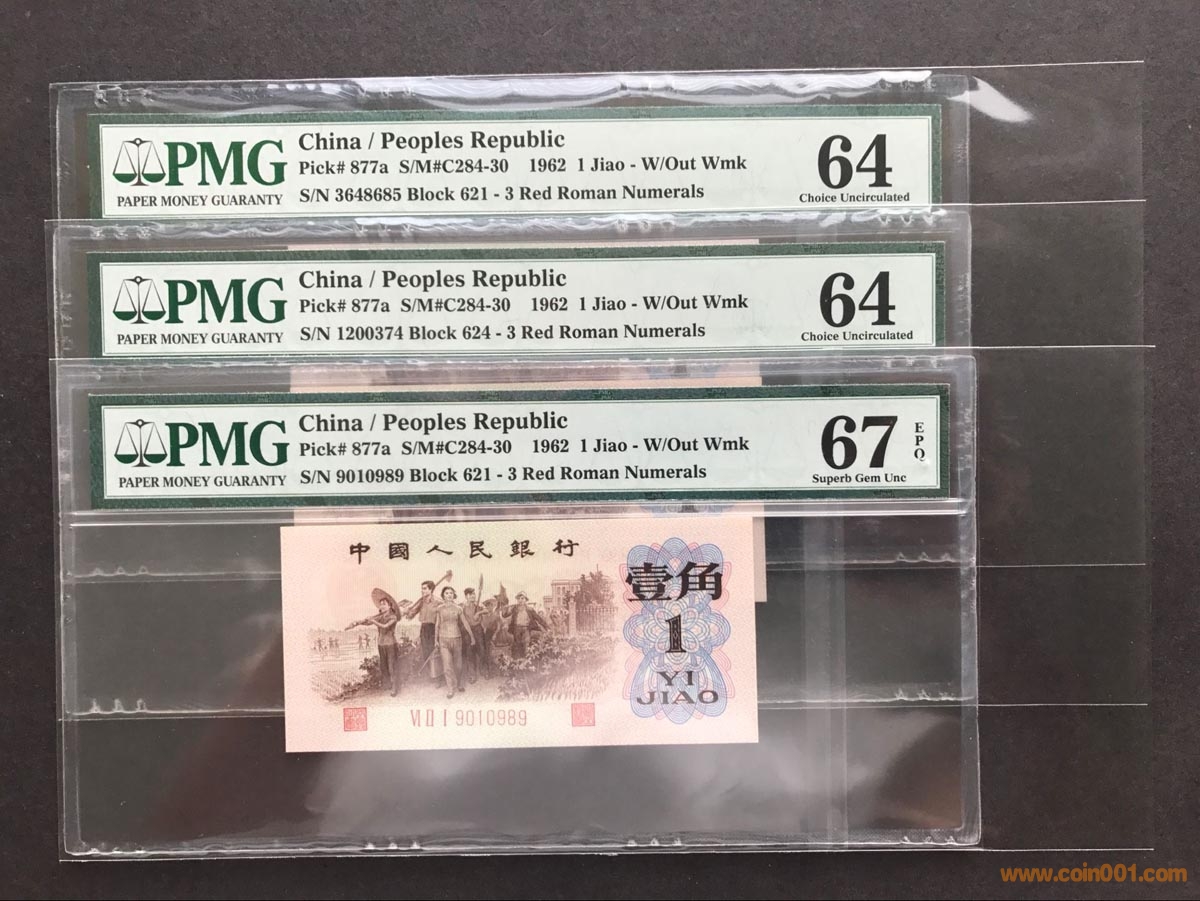 PMG
PAPER MONEY GUARANTY
China / Peoples Republic
Pick# 877a S/M#C284-30 1962 1 Jiao - W/Out Wmk
S/N 3648685 Block 621 - 3 Red Roman Numerals
64
Choice Uncirculated
PMG
PAPER MONEY GUARANTY
China / Peoples Republic
Pick# 877a S/M#C284-30 1962 1 Jiao - W/Out Wmk
S/N 1200374 Block 624 - 3 Red Roman Numerals
64
Choice Uncirculated
PMG
PAPER MONEY GUARANTY
China / Peoples Republic
Pick# 877a S/M#C284-30 1962 1 Jiao - W/Out Wmk
S/N 9010989 Block 621 - 3 Red Roman Numerals
67
EPQ
Superb Gem Unc
中國人民銀行
壹角
1
YI
JIAO
VI II I 9010989
www.coin001.com